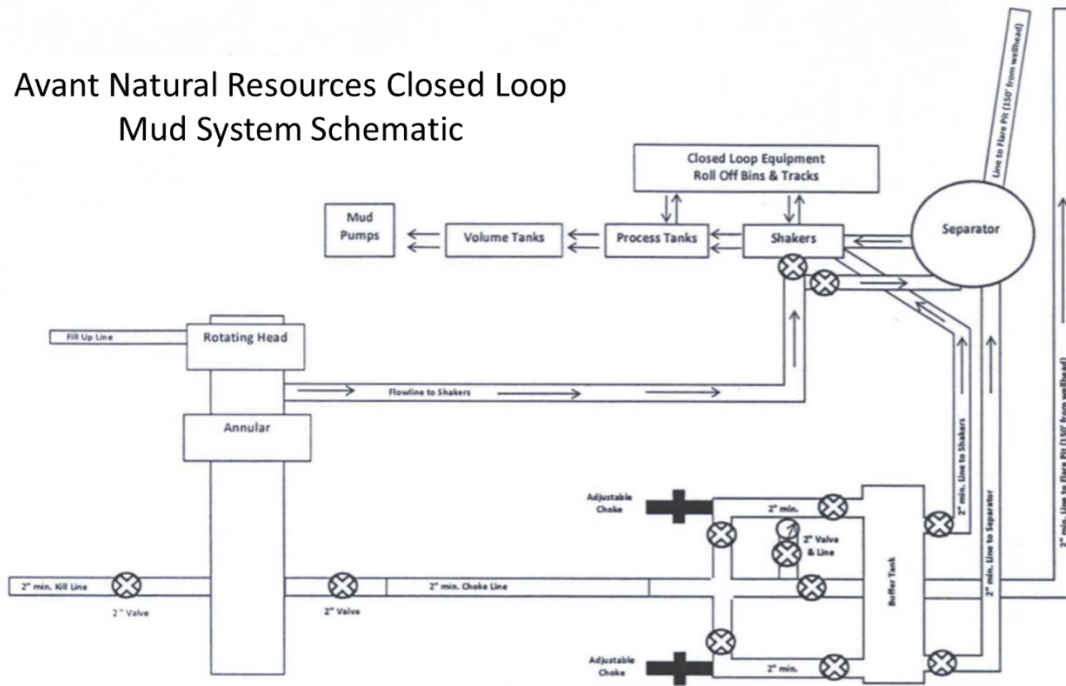 Avant Natural Resources Closed Loop
Mud System Schematic
Line to Flare Pit (150' from wellhead)
Closed Loop Equipment
Roll Off Bins & Tracks
Mud
Pumps
Volume Tanks
Process Tanks
Shakers
Separator
Fill Up Line
Rotating Head
Flowline to Shakers
Annular
2" min. Line to Shakers
2" min. Line to Separator
2" min. Line to Flare Pit (150' from wellhead)
Adjustable
Choke
2" min.
2" Valve
& Line
Buffer Tank
2" min. Kill Line
2" Valve
2" min. Choke Line
2" Valve
Adjustable
Choke
2" min.